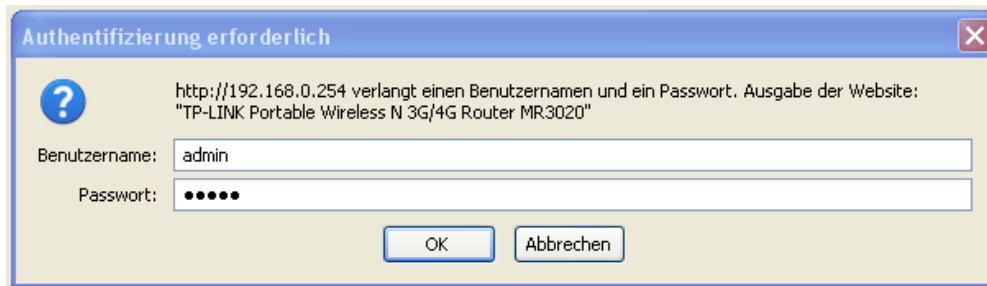 Authentifizierung erforderlich
http://192.168.0.254 verlangt einen Benutzernamen und ein Passwort. Ausgabe der Website:
"TP-LINK Portable Wireless N 3G/4G Router MR3020"
Benutzername: admin
Passwort: •••••
OK Abbrechen